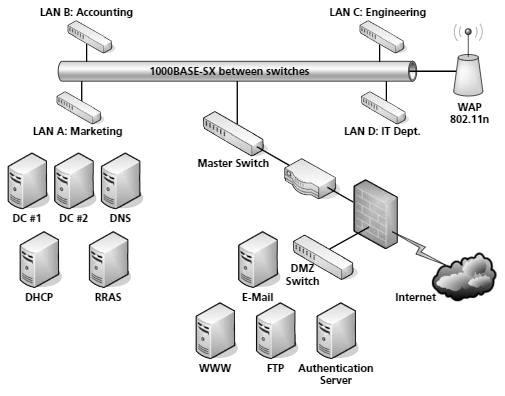 LAN B: Accounting
LAN C: Engineering
1000BASE-SX between switches
WAP
802.11n
LAN A: Marketing
LAN D: IT Dept.
Master Switch
DC #1
DC #2
DNS
DHCP
RRAS
DMZ
Switch
E-Mail
Internet
WWW
FTP
Authentication
Server